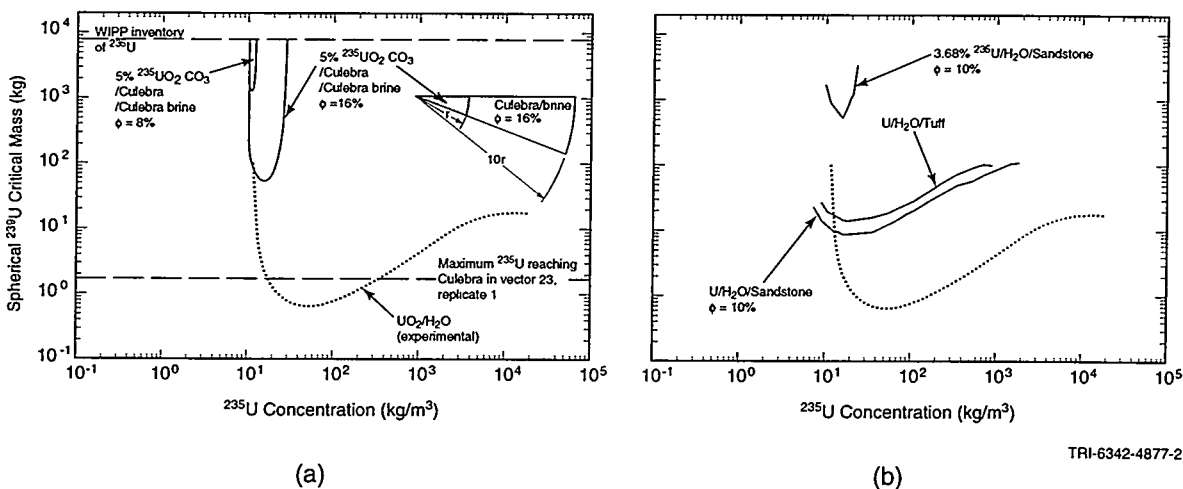 WIPP inventory
of ²³⁵U
5% ²³⁵UO₂ CO₃
/Culebra
/Culebra brine
ϕ = 8%
5% ²³⁵UO₂ CO₃
/Culebra
/Culebra brine
ϕ =16%
Culebra/brine
ϕ = 16%
r
10r
Maximum ²³⁵U reaching
Culebra in vector 23,
replicate 1
UO₂/H₂O
(experimental)
Spherical ²³⁹U Critical Mass (kg)
10⁴
10³
10²
10¹
10⁰
10⁻¹
10⁻¹ 10⁰ 10¹ 10² 10³ 10⁴ 10⁵
²³⁵U Concentration (kg/m³)
(a)
3.68% ²³⁵U/H₂O/Sandstone
ϕ = 10%
U/H₂O/Tuff
U/H₂O/Sandstone
ϕ = 10%
10⁻¹ 10⁰ 10¹ 10² 10³ 10⁴ 10⁵
²³⁵U Concentration (kg/m³)
TRI-6342-4877-2
(b)